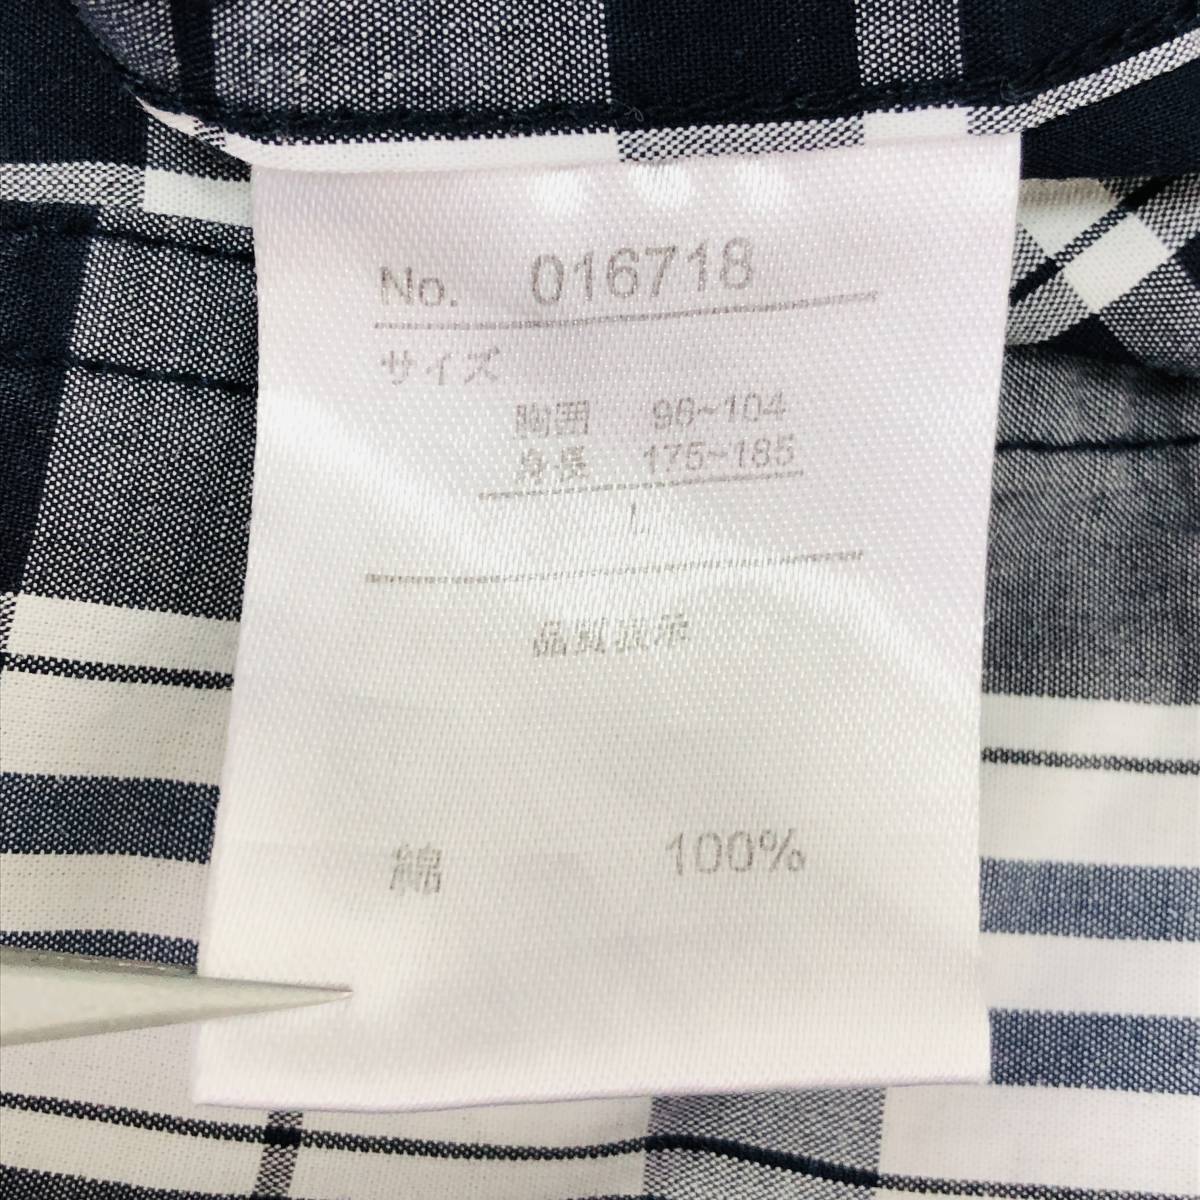 No. 016718
サイズ
胸囲 96~104
身長 175~185
L
品質表示
綿 100%